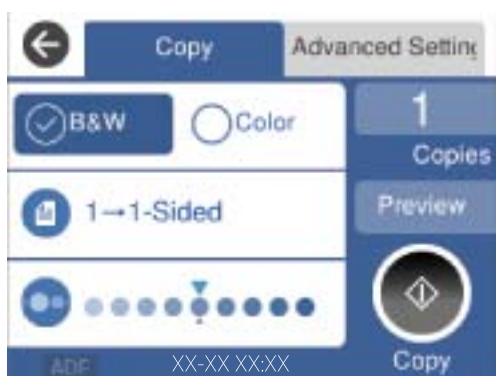 Copy
Advanced Setting
B&W
Color
1
Copies
1→1-Sided
Preview
ADF
XX-XX XX:XX
Copy